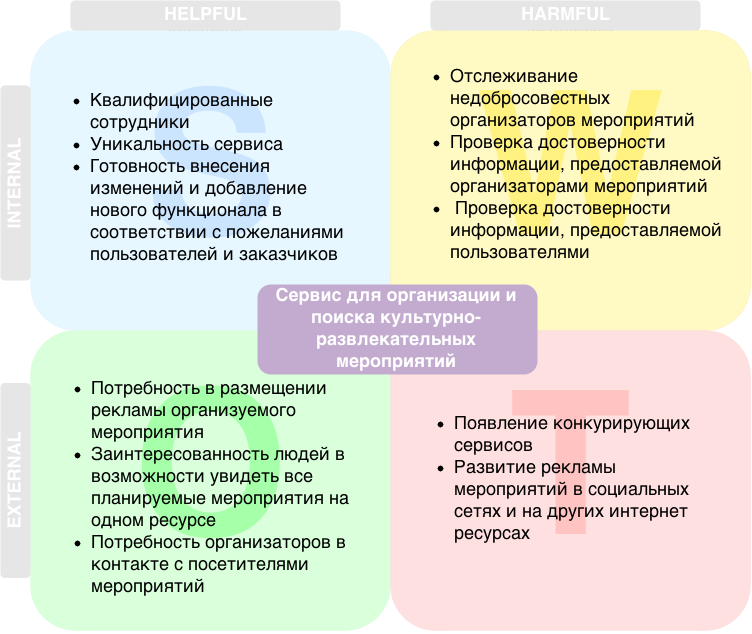 HELPFUL
HARMFUL
INTERNAL
S
• Квалифицированные
сотрудники
• Уникальность сервиса
• Готовность внесения
изменений и добавление
нового функционала в
соответствии с пожеланиями
пользователей и заказчиков
W
• Отслеживание
недобросовестных
организаторов мероприятий
• Проверка достоверности
информации, предоставляемой
организаторами мероприятий
• Проверка достоверности
информации, предоставляемой
пользователями
Сервис для организации и
поиска культурно-
развлекательных
мероприятий
EXTERNAL
O
• Потребность в размещении
рекламы организуемого
мероприятия
• Заинтересованность людей в
возможности увидеть все
планируемые мероприятия на
одном ресурсе
• Потребность организаторов в
контакте с посетителями
мероприятий
T
• Появление конкурирующих
сервисов
• Развитие рекламы
мероприятий в социальных
сетях и на других интернет
ресурсах